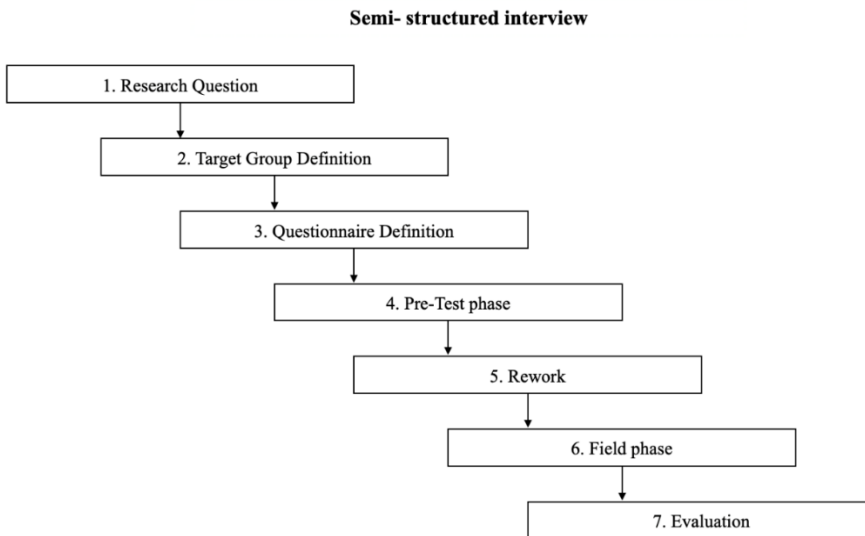 Semi- structured interview
1. Research Question
2. Target Group Definition
3. Questionnaire Definition
4. Pre-Test phase
5. Rework
6. Field phase
7. Evaluation